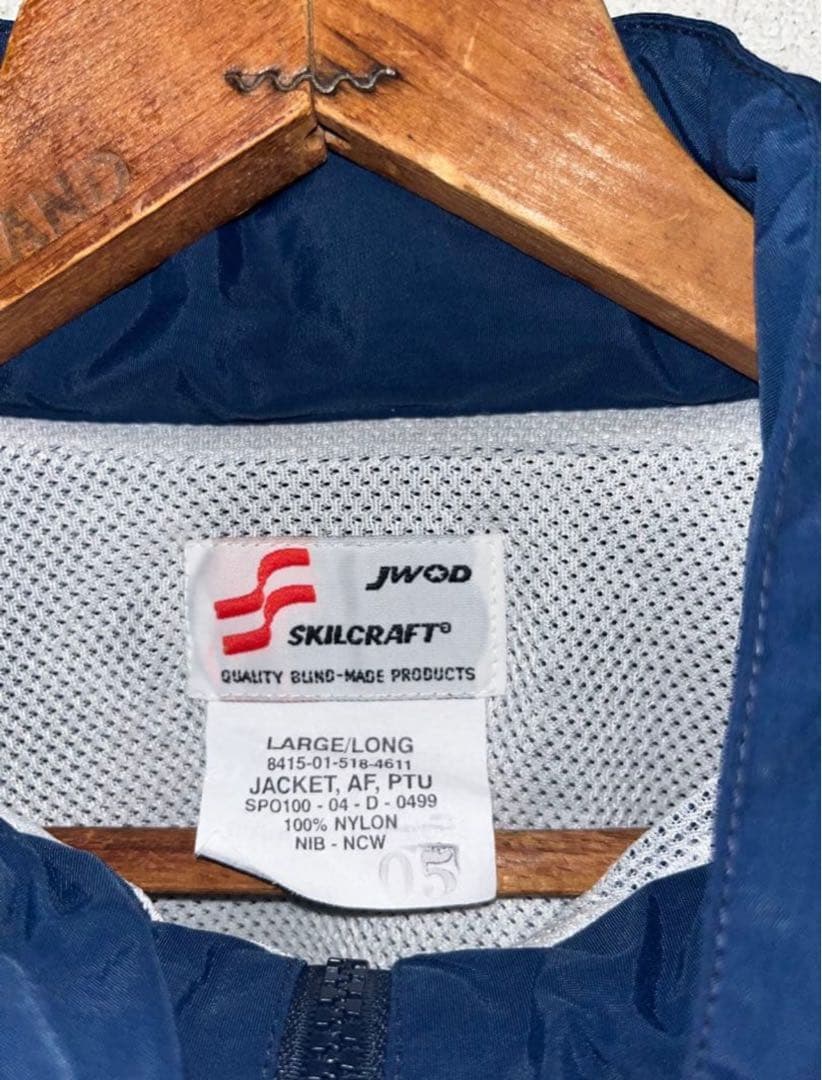 AND
JWOD
SKILCRAFT®
QUALITY BLIND-MADE PRODUCTS
LARGE/LONG
8415-01-518-4611
JACKET, AF, PTU
SPO100 - 04 - D - 0499
100% NYLON
NIB - NCW
05